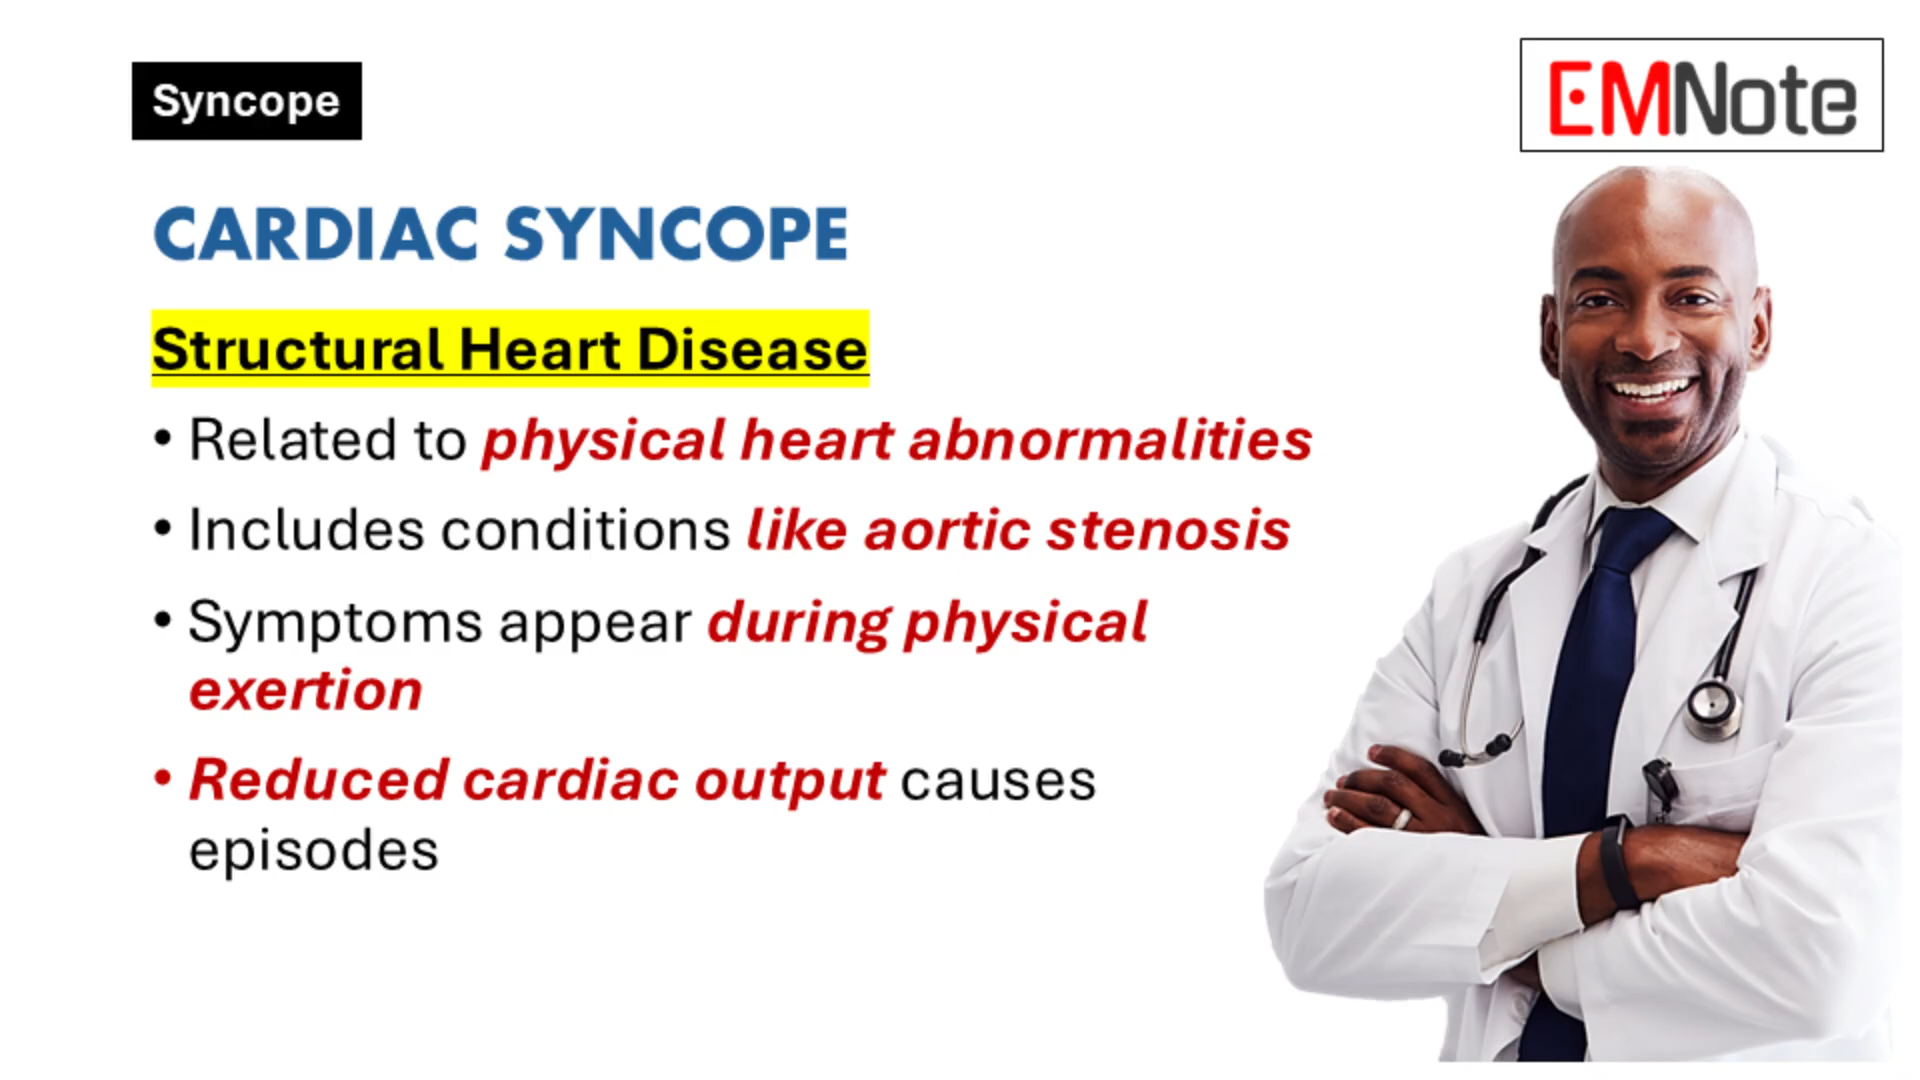 Syncope
EMNote
CARDIAC SYNCOPE
Structural Heart Disease
• Related to physical heart abnormalities
• Includes conditions like aortic stenosis
• Symptoms appear during physical
exertion
• Reduced cardiac output causes
episodes